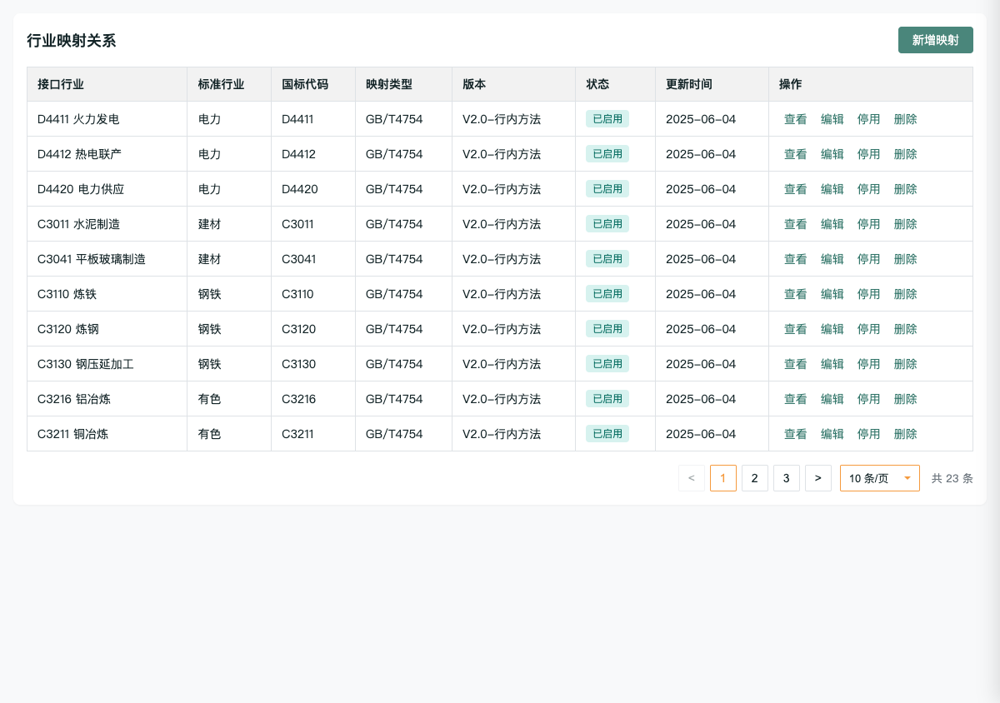 行业映射关系
新增映射
接口行业 标准行业 国标代码 映射类型 版本 状态 更新时间 操作
D4411 火力发电 电力 D4411 GB/T4754 V2.0-行内方法 已启用 2025-06-04 查看 编辑 停用 删除
D4412 热电联产 电力 D4412 GB/T4754 V2.0-行内方法 已启用 2025-06-04 查看 编辑 停用 删除
D4420 电力供应 电力 D4420 GB/T4754 V2.0-行内方法 已启用 2025-06-04 查看 编辑 停用 删除
C3011 水泥制造 建材 C3011 GB/T4754 V2.0-行内方法 已启用 2025-06-04 查看 编辑 停用 删除
C3041 平板玻璃制造 建材 C3041 GB/T4754 V2.0-行内方法 已启用 2025-06-04 查看 编辑 停用 删除
C3110 炼铁 钢铁 C3110 GB/T4754 V2.0-行内方法 已启用 2025-06-04 查看 编辑 停用 删除
C3120 炼钢 钢铁 C3120 GB/T4754 V2.0-行内方法 已启用 2025-06-04 查看 编辑 停用 删除
C3130 钢压延加工 钢铁 C3130 GB/T4754 V2.0-行内方法 已启用 2025-06-04 查看 编辑 停用 删除
C3216 铝冶炼 有色 C3216 GB/T4754 V2.0-行内方法 已启用 2025-06-04 查看 编辑 停用 删除
C3211 铜冶炼 有色 C3211 GB/T4754 V2.0-行内方法 已启用 2025-06-04 查看 编辑 停用 删除
< 1 2 3 > 10 条/页 共 23 条